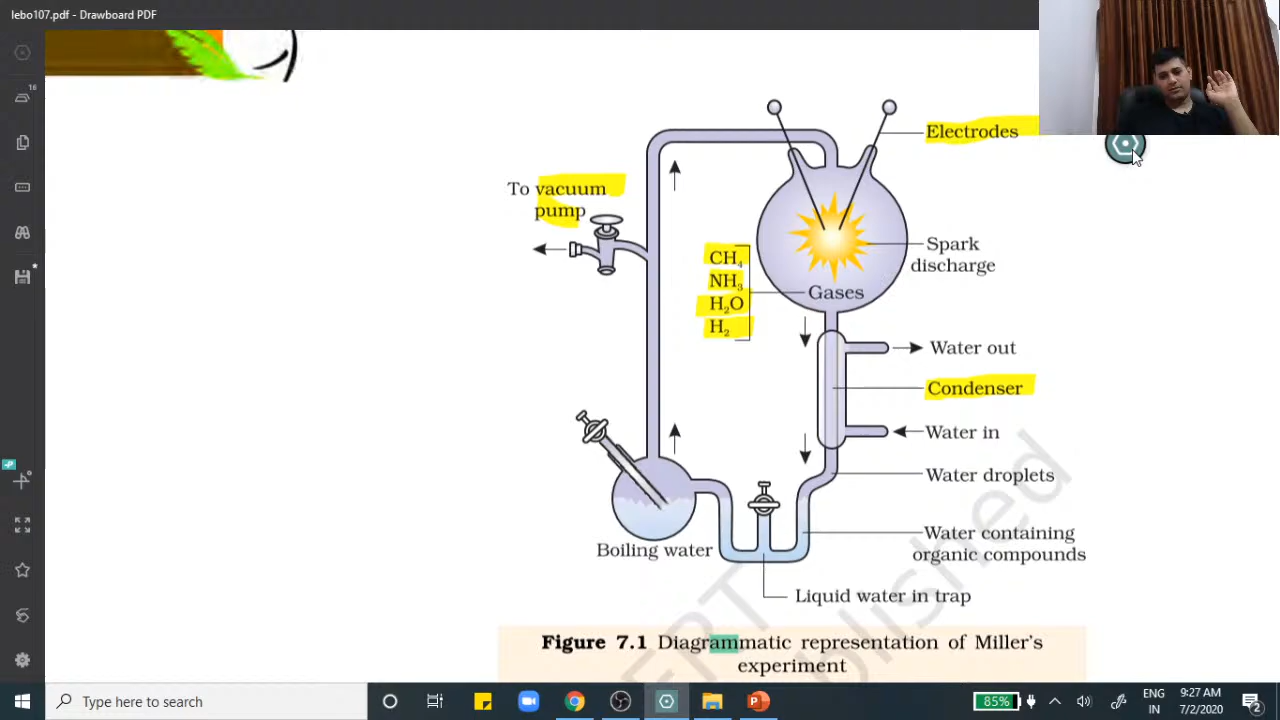 lebo107.pdf - Drawboard PDF
18
Electrodes
To vacuum
pump
Spark
discharge
CH₄
NH₃
H₂O
H₂
Gases
Water out
Condenser
Water in
Water droplets
Water containing
organic compounds
Boiling water
Liquid water in trap
Figure 7.1 Diagrammatic representation of Miller's
experiment
Type here to search
85%
ENG
IN
9:27 AM
7/2/2020
2